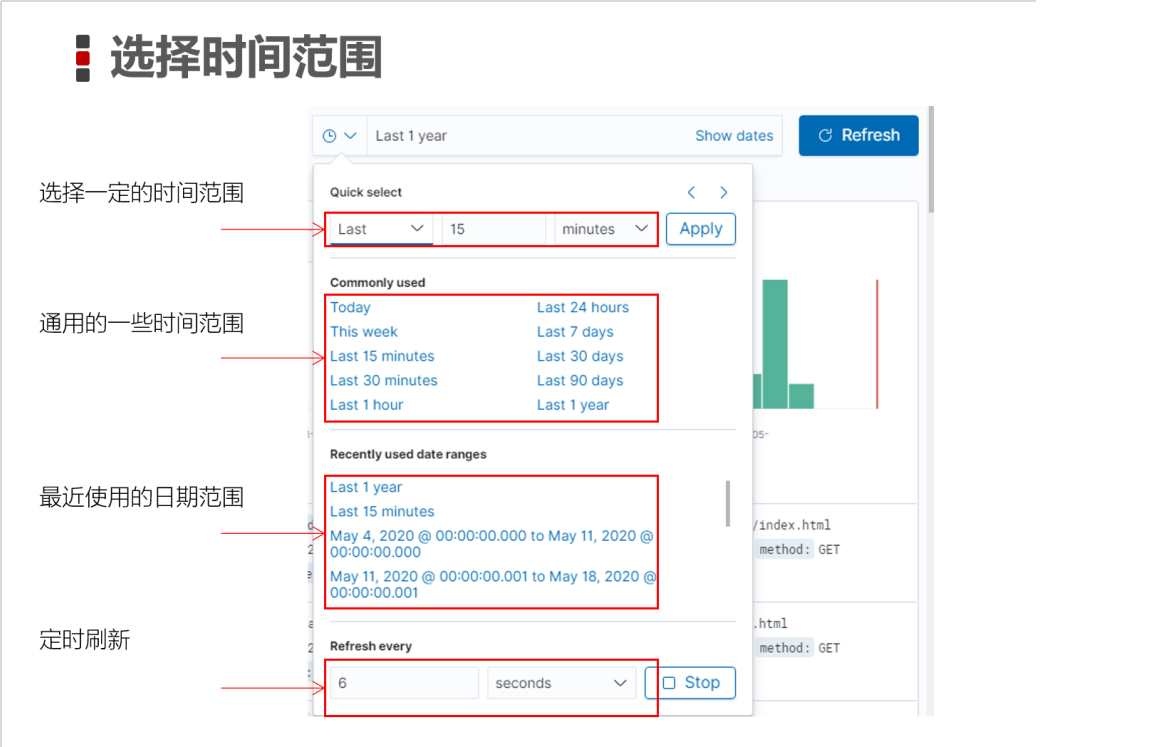 选择时间范围
Last 1 year
Show dates
Refresh
选择一定的时间范围
Quick select
Last
15
minutes
Apply
Commonly used
通用的一些时间范围
Today
Last 24 hours
This week
Last 7 days
Last 15 minutes
Last 30 days
Last 30 minutes
Last 90 days
Last 1 hour
Last 1 year
05-
Recently used date ranges
最近使用的日期范围
Last 1 year
Last 15 minutes
May 4, 2020 @ 00:00:00.000 to May 11, 2020 @
00:00:00.000
May 11, 2020 @ 00:00:00.001 to May 18, 2020 @
00:00:00.001
/index.html
method: GET
.html
method: GET
定时刷新
Refresh every
6
seconds
Stop